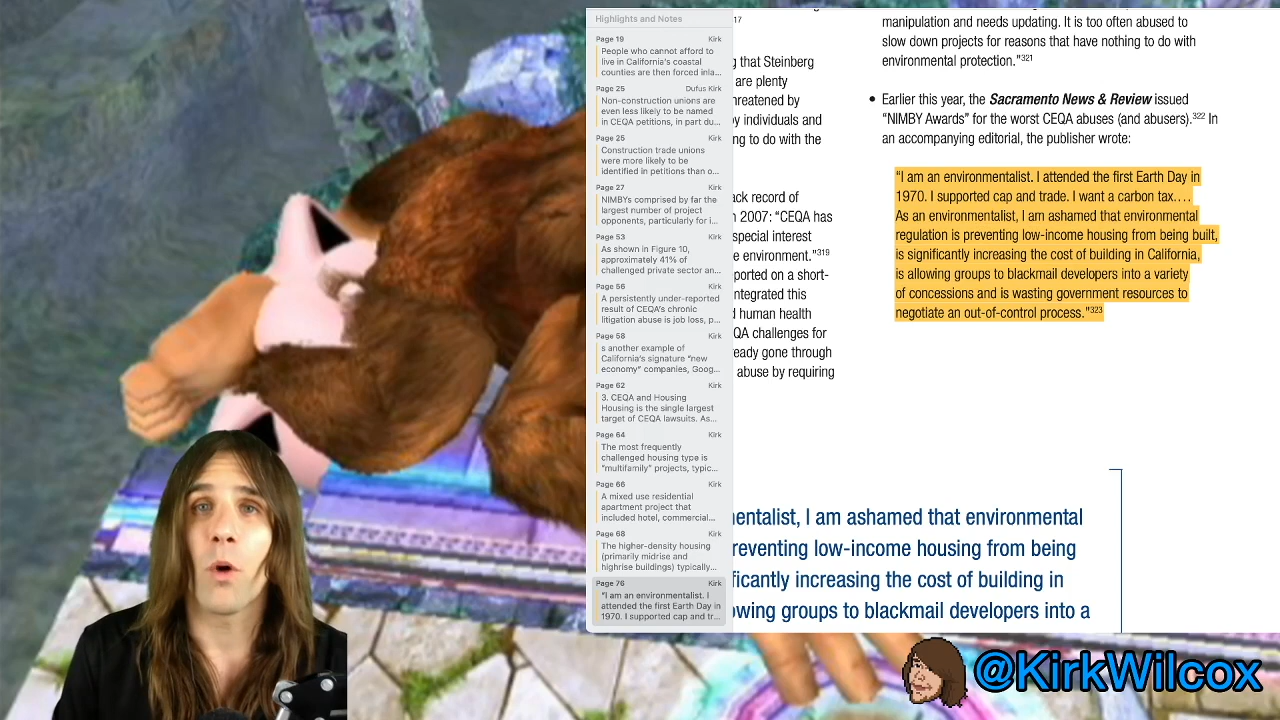 Highlights and Notes
Page 19 Kirk
People who cannot afford to
live in California's coastal
counties are then forced inla...
Page 25 Dufus Kirk
Non-construction unions are
even less likely to be named
in CEQA petitions, in part du...
Page 25 Kirk
Construction trade unions
were more likely to be
identified in petitions than o...
Page 27 Kirk
NIMBYs comprised by far the
largest number of project
opponents, particularly for i...
Page 53 Kirk
As shown in Figure 10,
approximately 41% of
challenged private sector an...
Page 56 Kirk
A persistently under-reported
result of CEQA's chronic
litigation abuse is job loss, p...
Page 58 Kirk
s another example of
California's signature "new
economy" companies, Goog...
Page 62 Kirk
3. CEQA and Housing
Housing is the single largest
target of CEQA lawsuits. As...
Page 64 Kirk
The most frequently
challenged housing type is
"multifamily" projects, typic...
Page 66 Kirk
A mixed use residential
apartment project that
included hotel, commercial...
Page 68 Kirk
The higher-density housing
(primarily midrise and
highrise buildings) typically...
Page 76 Kirk
"I am an environmentalist. I
attended the first Earth Day in
1970. I supported cap and tr...
17
g that Steinberg
are plenty
hreatened by
y individuals and
ng to do with the
ack record of
n 2007: "CEQA has
special interest
e environment."319
ported on a short-
integrated this
d human health
QA challenges for
eady gone through
abuse by requiring
manipulation and needs updating. It is too often abused to
slow down projects for reasons that have nothing to do with
environmental protection."321
• Earlier this year, the Sacramento News & Review issued
"NIMBY Awards" for the worst CEQA abuses (and abusers).322 In
an accompanying editorial, the publisher wrote:
"I am an environmentalist. I attended the first Earth Day in
1970. I supported cap and trade. I want a carbon tax....
As an environmentalist, I am ashamed that environmental
regulation is preventing low-income housing from being built,
is significantly increasing the cost of building in California,
is allowing groups to blackmail developers into a variety
of concessions and is wasting government resources to
negotiate an out-of-control process."323
mentalist, I am ashamed that environmental
reventing low-income housing from being
ificantly increasing the cost of building in
owing groups to blackmail developers into a
@KirkWilcox